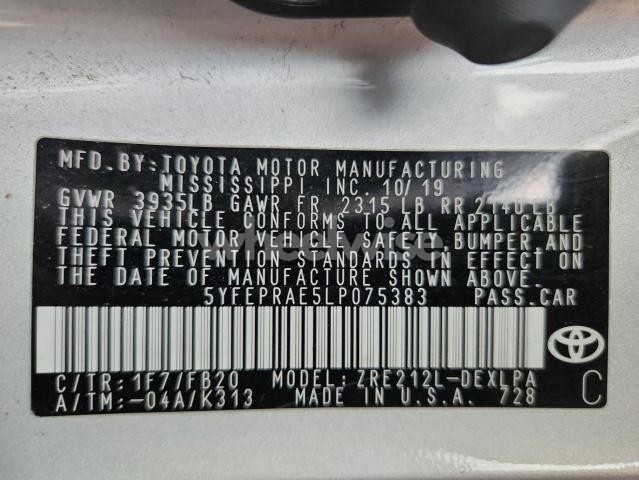 MFD.BY:TOYOTA MOTOR MANUFACTURING
MISSISSIPPI INC. 10/19
GVWR 3935LB GAWR FR 2315 LB RR 2140 LB
THIS VEHICLE CONFORMS TO ALL APPLICABLE
FEDERAL MOTOR VEHICLE SAFETY, BUMPER, AND
THEFT PREVENTION STANDARDS IN EFFECT ON
THE DATE OF MANUFACTURE SHOWN ABOVE.
5YFEPRAE5LP075383 PASS.CAR
C/TR: 1F7/FB20 MODEL: ZRE212L-DEXLPA
A/TM:-04A/K313 MADE IN U.S.A. 728
C